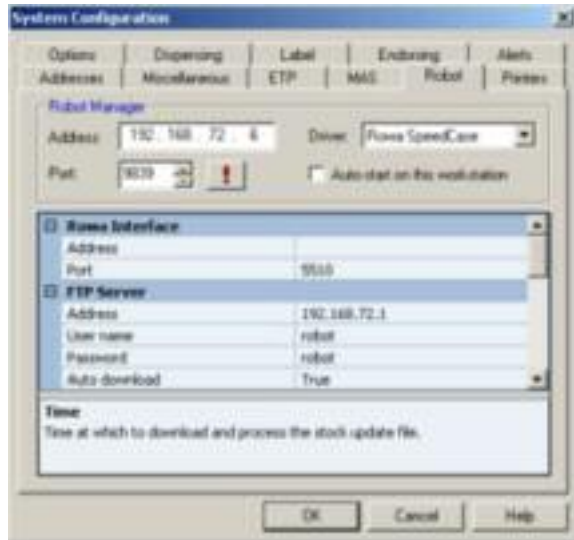 System Configuration
Options Dispensing Label Endorsing Alerts
Addresses Miscellaneous ETP MAS Robot Printers
Robot Manager
Address: 192 . 168 . 72 . 6 Driver: Rowa SpeedCase
Port: 9839 ! Auto-start on this workstation
Rowa Interface
Address
Port 5510
FTP Server
Address 192.168.72.1
User name robot
Password robot
Auto download True
Time
Time at which to download and process the stock update file.
OK Cancel Help